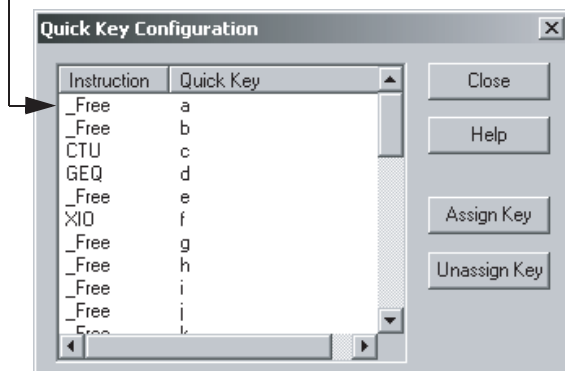 Quick Key Configuration
Instruction Quick Key
_Free a
_Free b
CTU c
GEQ d
_Free e
XIO f
_Free g
_Free h
_Free i
_Free j
_Free k
Close
Help
Assign Key
Unassign Key